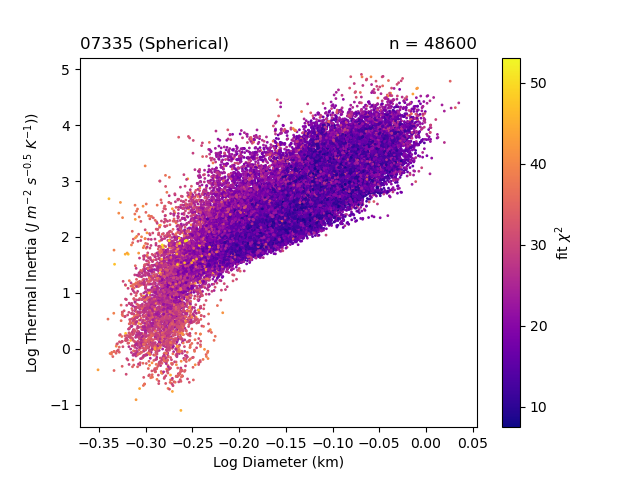 07335 (Spherical)
n = 48600
5
4
3
2
1
0
−1
Log Thermal Inertia (J m⁻² s⁻⁰·⁵ K⁻¹))
−0.35 −0.30 −0.25 −0.20 −0.15 −0.10 −0.05 0.00 0.05
Log Diameter (km)
50
40
30
20
10
fit χ²